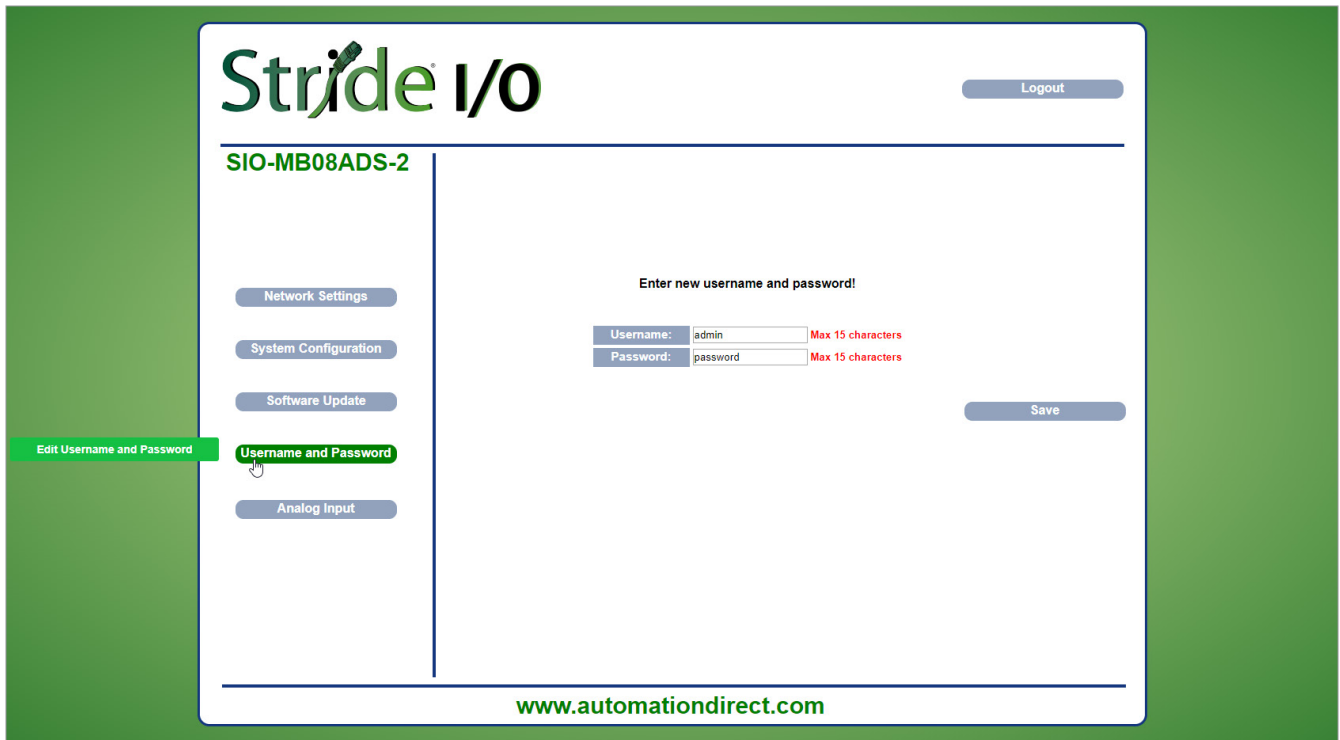 Stride I/O
Logout
SIO-MB08ADS-2
Network Settings
System Configuration
Software Update
Edit Username and Password
Username and Password
Analog Input
Enter new username and password!
Username: admin Max 15 characters
Password: password Max 15 characters
Save
www.automationdirect.com